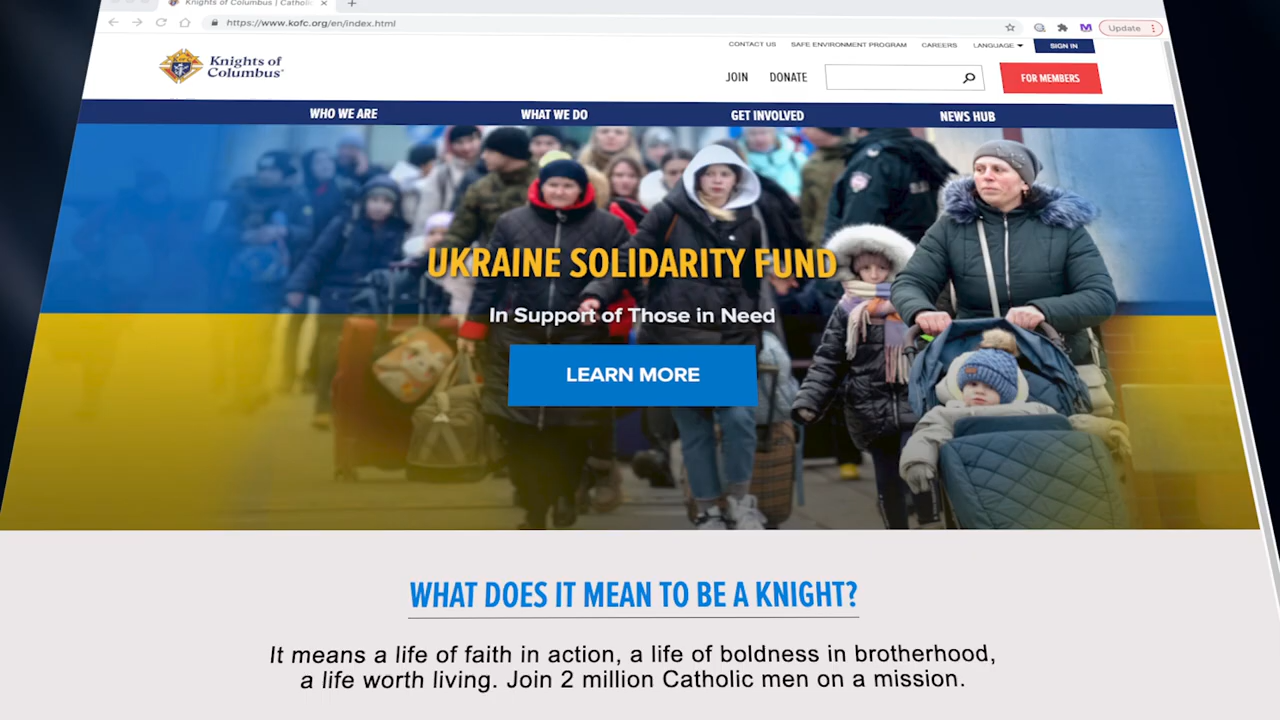 Knights of Columbus | Catholic
https://www.kofc.org/en/index.html
Update
CONTACT US SAFE ENVIRONMENT PROGRAM CAREERS LANGUAGE SIGN IN
Knights of
Columbus
JOIN DONATE FOR MEMBERS
WHO WE ARE WHAT WE DO GET INVOLVED NEWS HUB
UKRAINE SOLIDARITY FUND
In Support of Those in Need
LEARN MORE
WHAT DOES IT MEAN TO BE A KNIGHT?
It means a life of faith in action, a life of boldness in brotherhood,
a life worth living. Join 2 million Catholic men on a mission.